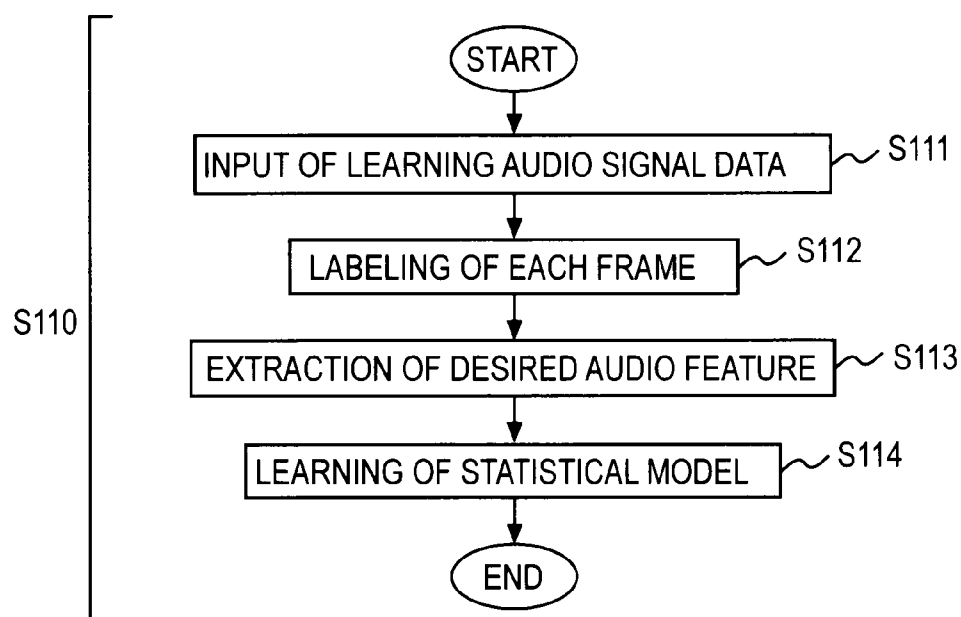 START
INPUT OF LEARNING AUDIO SIGNAL DATA
S111
LABELING OF EACH FRAME
S112
S110
EXTRACTION OF DESIRED AUDIO FEATURE
S113
LEARNING OF STATISTICAL MODEL
S114
END